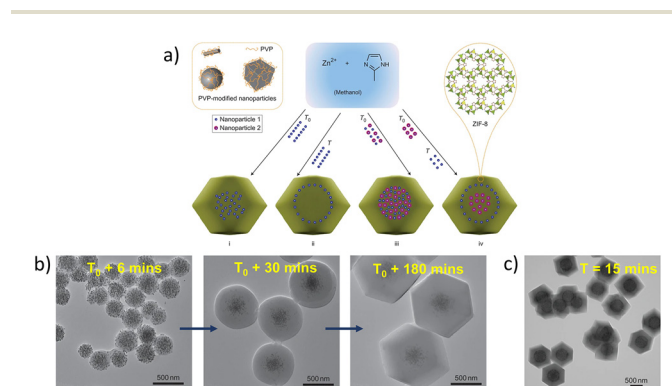 a)
PVP
PVP-modified nanoparticles
Zn2+ + N NH
(Methanol)
ZIF-8
Nanoparticle 1
Nanoparticle 2
T0 T T0 T0 T
i ii iii iv
b) T0 + 6 mins T0 + 30 mins T0 + 180 mins c) T = 15 mins
500 nm 500 nm 500 nm 500 nm